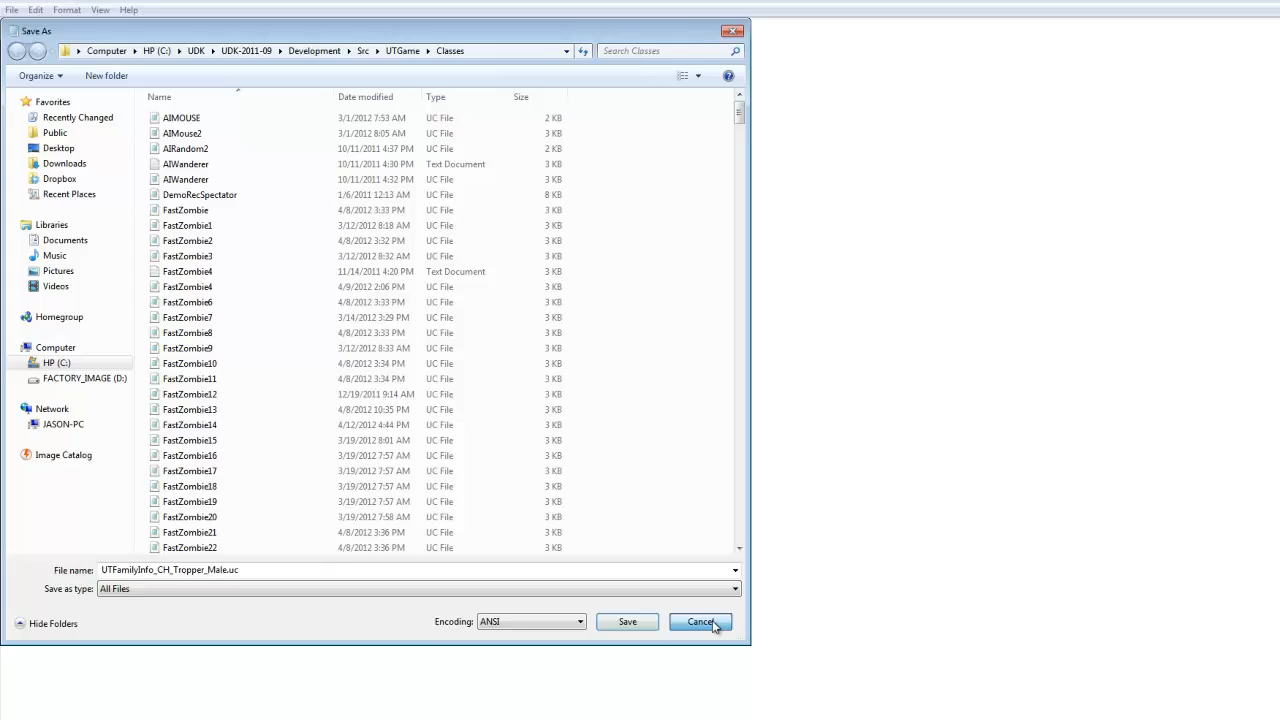 File Edit Format View Help
Save As
Computer HP (C:) UDK UDK-2011-09 Development Src UTGame Classes Search Classes
Organize New folder
Name Date modified Type Size
Favorites
Recently Changed
Public
Desktop
Downloads
Dropbox
Recent Places
Libraries
Documents
Music
Pictures
Videos
Homegroup
Computer
HP (C:)
FACTORY_IMAGE (D:)
Network
JASON-PC
Image Catalog
AIMOUSE 3/1/2012 7:53 AM UC File 2 KB
AIMouse2 3/1/2012 8:05 AM UC File 3 KB
AIRandom2 10/11/2011 4:37 PM UC File 2 KB
AIWanderer 10/11/2011 4:30 PM Text Document 3 KB
AIWanderer 10/11/2011 4:32 PM UC File 3 KB
DemoRecSpectator 1/6/2011 12:13 AM UC File 8 KB
FastZombie 4/8/2012 3:33 PM UC File 3 KB
FastZombie1 3/12/2012 8:18 AM UC File 3 KB
FastZombie2 4/8/2012 3:32 PM UC File 3 KB
FastZombie3 3/12/2012 8:32 AM UC File 3 KB
FastZombie4 11/14/2011 4:20 PM Text Document 3 KB
FastZombie4 4/9/2012 2:06 PM UC File 3 KB
FastZombie6 4/8/2012 3:33 PM UC File 3 KB
FastZombie7 3/14/2012 3:29 PM UC File 3 KB
FastZombie8 4/8/2012 3:33 PM UC File 3 KB
FastZombie9 3/12/2012 8:33 AM UC File 3 KB
FastZombie10 4/8/2012 3:34 PM UC File 3 KB
FastZombie11 4/8/2012 3:34 PM UC File 3 KB
FastZombie12 12/19/2011 9:14 AM UC File 3 KB
FastZombie13 4/8/2012 10:35 PM UC File 3 KB
FastZombie14 4/12/2012 4:44 PM UC File 3 KB
FastZombie15 3/19/2012 8:01 AM UC File 3 KB
FastZombie16 3/19/2012 7:57 AM UC File 3 KB
FastZombie17 3/19/2012 7:57 AM UC File 3 KB
FastZombie18 3/19/2012 7:57 AM UC File 3 KB
FastZombie19 3/19/2012 7:57 AM UC File 3 KB
FastZombie20 3/19/2012 7:58 AM UC File 3 KB
FastZombie21 4/8/2012 3:36 PM UC File 3 KB
FastZombie22 4/8/2012 3:36 PM UC File 3 KB
File name: UTFamilyInfo_CH_Tropper_Male.uc
Save as type: All Files
Hide Folders Encoding: ANSI Save Cancel